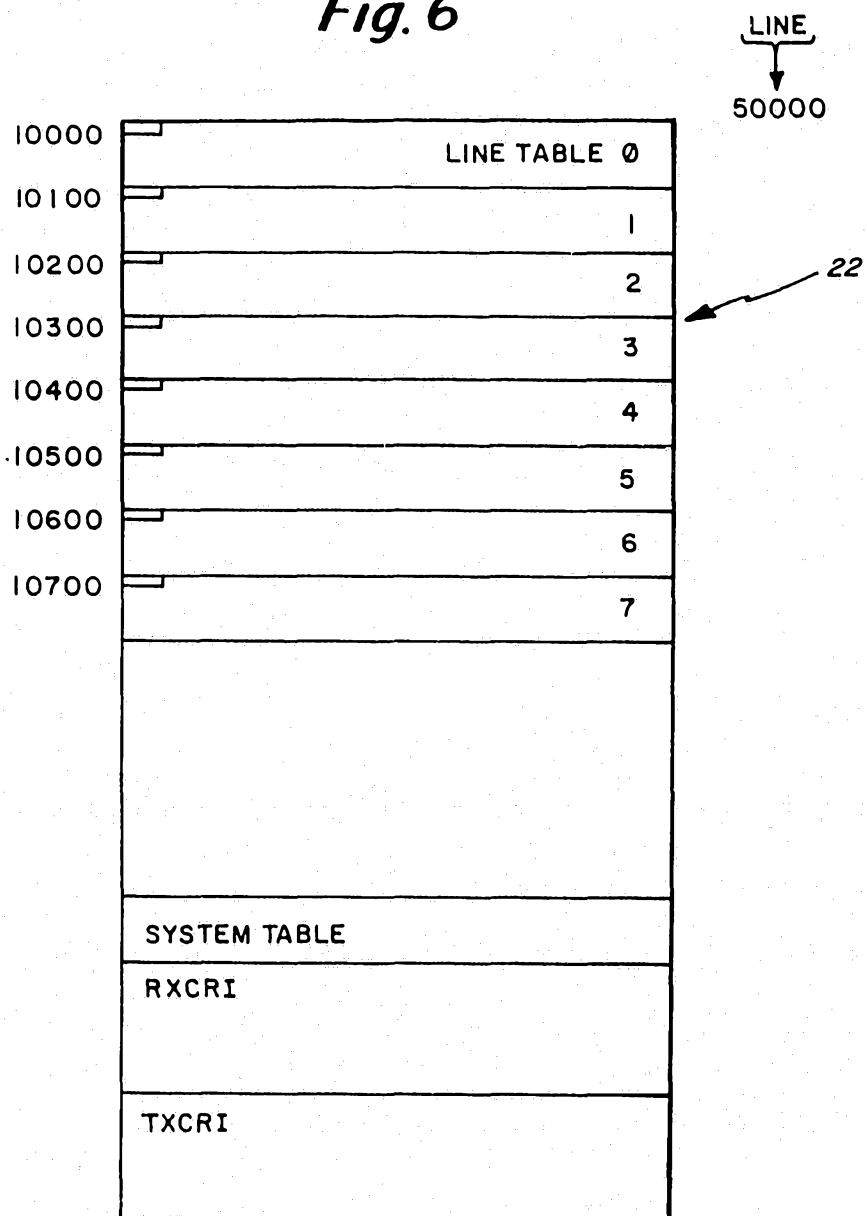 Fig. 6
LINE
50000
10000
LINE TABLE Ø
10100
1
10200
2
22
10300
3
10400
4
10500
5
10600
6
10700
7
SYSTEM TABLE
RXCRI
TXCRI